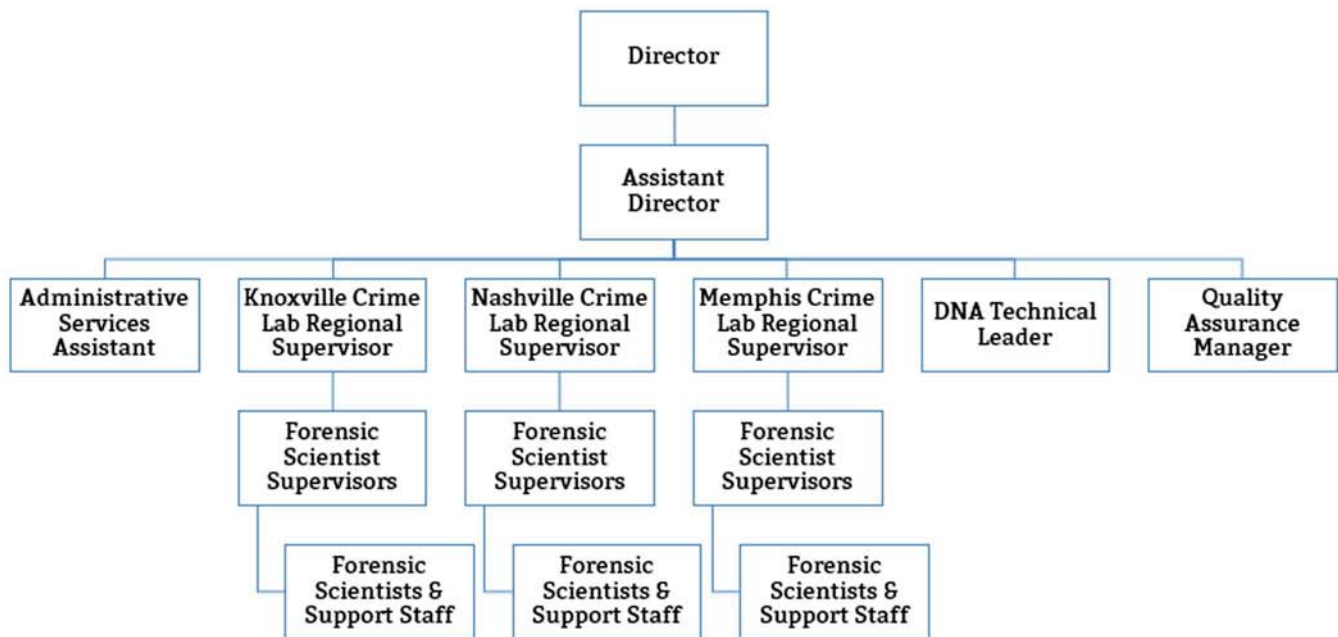 Director
Assistant
Director
Administrative
Services
Assistant
Knoxville Crime
Lab Regional
Supervisor
Nashville Crime
Lab Regional
Supervisor
Memphis Crime
Lab Regional
Supervisor
DNA Technical
Leader
Quality
Assurance
Manager
Forensic
Scientist
Supervisors
Forensic
Scientist
Supervisors
Forensic
Scientist
Supervisors
Forensic
Scientists &
Support Staff
Forensic
Scientists &
Support Staff
Forensic
Scientists &
Support Staff